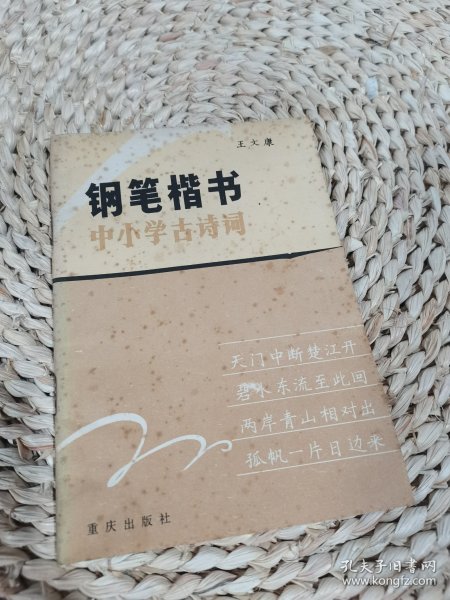 王文康
钢笔楷书
中小学古诗词
天门中断楚江开
碧水东流至此回
两岸青山相对出
孤帆一片日边来
重庆出版社
孔夫子旧书网
www.kongfz.com